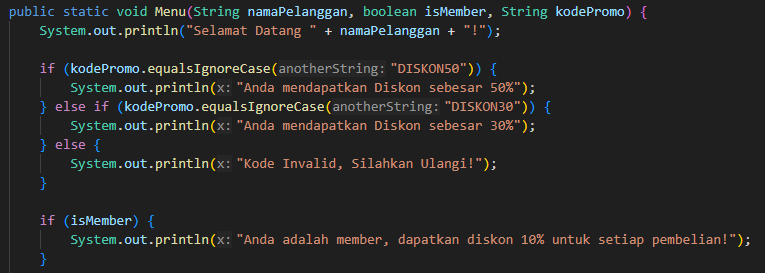 public static void Menu(String namaPelanggan, boolean isMember, String kodePromo) {
System.out.println("Selamat Datang " + namaPelanggan + "!");
if (kodePromo.equalsIgnoreCase(anotherString: "DISKON50")) {
System.out.println(x: "Anda mendapatkan Diskon sebesar 50%");
} else if (kodePromo.equalsIgnoreCase(anotherString: "DISKON30")) {
System.out.println(x: "Anda mendapatkan Diskon sebesar 30%");
} else {
System.out.println(x: "Kode Invalid, Silahkan Ulangi!");
}
if (isMember) {
System.out.println(x: "Anda adalah member, dapatkan diskon 10% untuk setiap pembelian!");
}